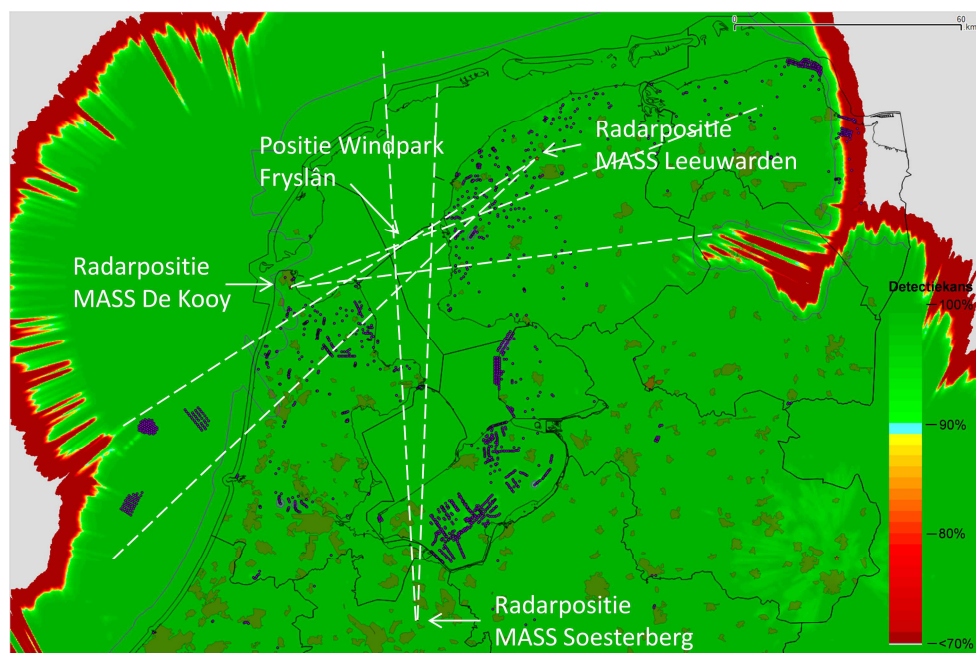 0
60
km
Positie Windpark
Fryslân
Radarpositie
MASS Leeuwarden
Radarpositie
MASS De Kooy
Detectiekans
100%
90%
80%
<70%
Radarpositie
MASS Soesterberg